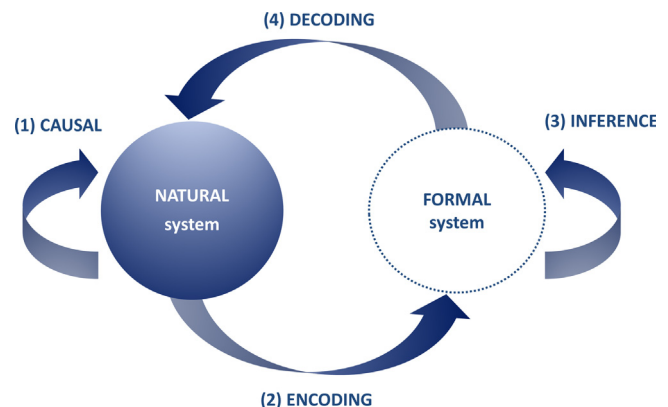 (4) DECODING
(1) CAUSAL
(3) INFERENCE
NATURAL
system
FORMAL
system
(2) ENCODING